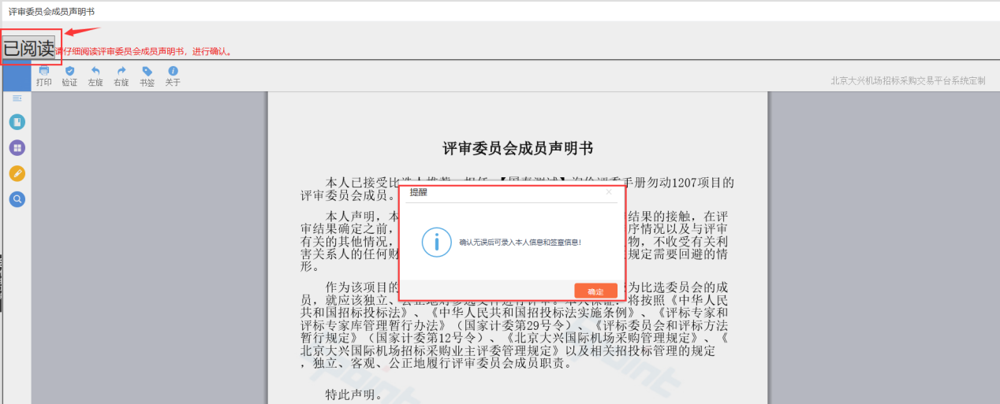 评审委员会成员声明书
已阅读
请仔细阅读评审委员会成员声明书，进行确认。
打印 验证 左旋 右旋 书签 关于
北京大兴机场招标采购交易平台系统定制
评审委员会成员声明书
本人已接受比选人推荐，担任【国泰测试】询价评委手册勿动1207项目的
评审委员会成员。
提醒
本人声明，本 结果的接触，在评
审结果确定之前， 序情况以及与评审
有关的其他情况， 物，不收受有关利
确认无误后可录入本人信息和签章信息！
害关系人的任何财 规定需要回避的情
形。
作为该项目的 为比选委员会的成
确定
员，就应该独立、公正地对参选文件进行评审。本人保证：将按照《中华人民
共和国招标投标法》、《中华人民共和国招投标法实施条例》、《评标专家和
评标专家库管理暂行办法》（国家计委第29号令）、《评标委员会和评标方法
暂行规定》（国家计委第12号令）、《北京大兴国际机场采购管理规定》、《
北京大兴国际机场招标采购业主评委管理规定》以及相关招投标管理的规定
，独立、客观、公正地履行评审委员会成员职责。
特此声明。